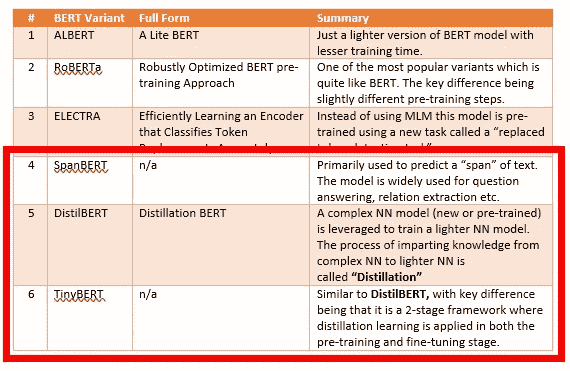 # BERT Variant Full Form Summary
1 ALBERT A Lite BERT Just a lighter version of BERT model with
lesser training time.
2 RoBERTa Robustly Optimized BERT pre-
training Approach
One of the most popular variants which is
quite like BERT. The key difference being
slightly different pre-training steps.
3 ELECTRA Efficiently Learning an Encoder
that Classifies Token
Instead of using MLM this model is pre-
trained using a new task called a “replaced
4 SpanBERT n/a Primarily used to predict a “span” of text.
The model is widely used for question
answering, relation extraction etc.
5 DistilBERT Distillation BERT A complex NN model (new or pre-trained)
is leveraged to train a lighter NN model.
The process of imparting knowledge from
complex NN to lighter NN is
called “Distillation”
6 TinyBERT n/a Similar to DistilBERT, with key difference
being that it is a 2-stage framework where
distillation learning is applied in both the
pre-training and fine-tuning stage.